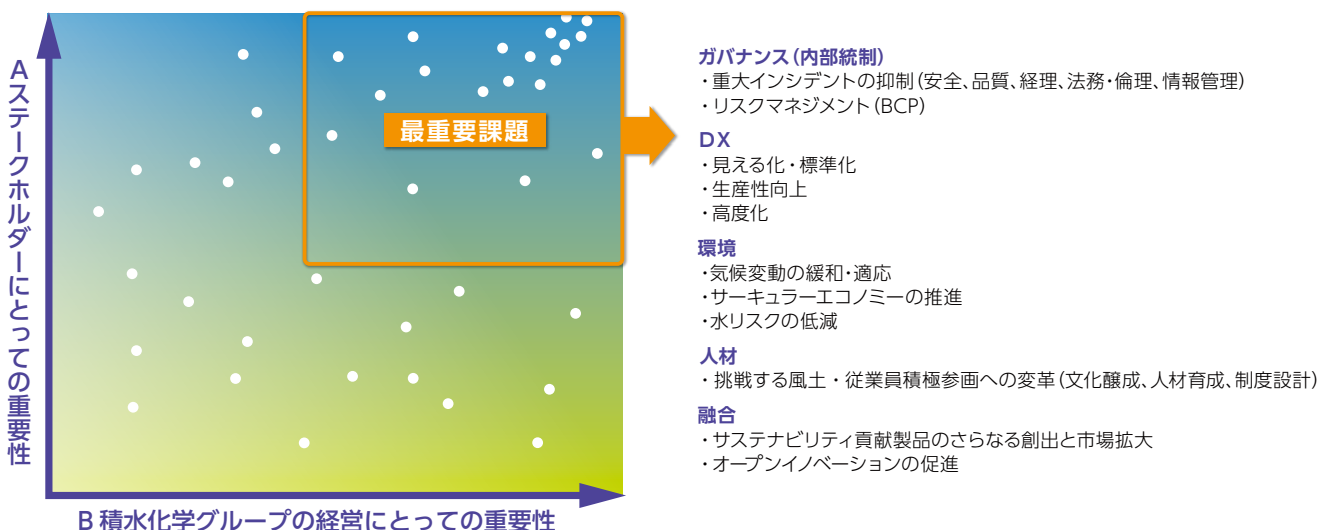 Aステークホルダーにとっての重要性
最重要課題
B 積水化学グループの経営にとっての重要性
ガバナンス（内部統制）
・重大インシデントの抑制（安全、品質、経理、法務・倫理、情報管理）
・リスクマネジメント（BCP）
DX
・見える化・標準化
・生産性向上
・高度化
環境
・気候変動の緩和・適応
・サーキュラーエコノミーの推進
・水リスクの低減
人材
・挑戦する風土・従業員積極参画への変革（文化醸成、人材育成、制度設計）
融合
・サステナビリティ貢献製品のさらなる創出と市場拡大
・オープンイノベーションの促進